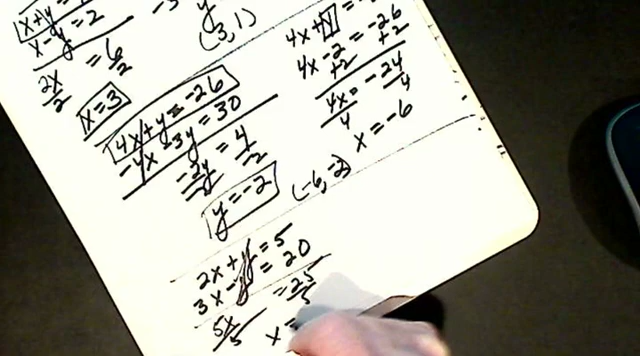 x+y=
x-y=2
2x/2 = 6/2
x=3
-3
y
(3,1)
4x+y=-26
-4x-3y=30
-2y/-2 = 4/-2
y=-2
4x+y=-
4x-2=-26
+2 +2
4x/4=-24/4
x=-6
(-6,-2)
2x+y=5
3x-y=20
5x/5 = 25/5
x=